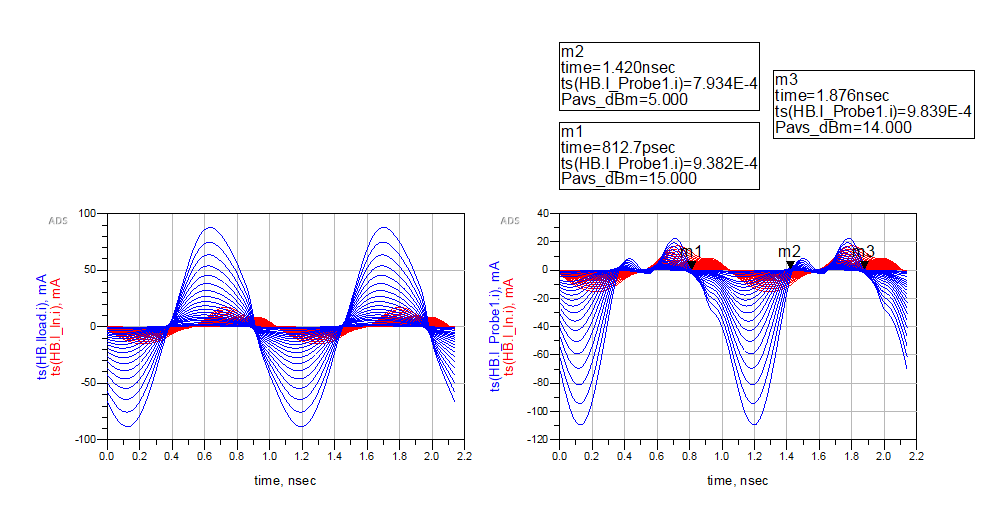 m2
time=1.420nsec
ts(HB.I_Probe1.i)=7.934E-4
Pavs_dBm=5.000
m3
time=1.876nsec
ts(HB.I_Probe1.i)=9.839E-4
Pavs_dBm=14.000
m1
time=812.7psec
ts(HB.I_Probe1.i)=9.382E-4
Pavs_dBm=15.000
ADS
100
50
0
-50
-100
ts(HB.Iload.i), mA
ts(HB.I_In.i), mA
0.0 0.2 0.4 0.6 0.8 1.0 1.2 1.4 1.6 1.8 2.0 2.2
time, nsec
ADS
40
20
0
-20
-40
-60
-80
-100
-120
ts(HB.I_Probe1.i), mA
ts(HB.I_In.i), mA
m1 m2 m3
0.0 0.2 0.4 0.6 0.8 1.0 1.2 1.4 1.6 1.8 2.0 2.2
time, nsec